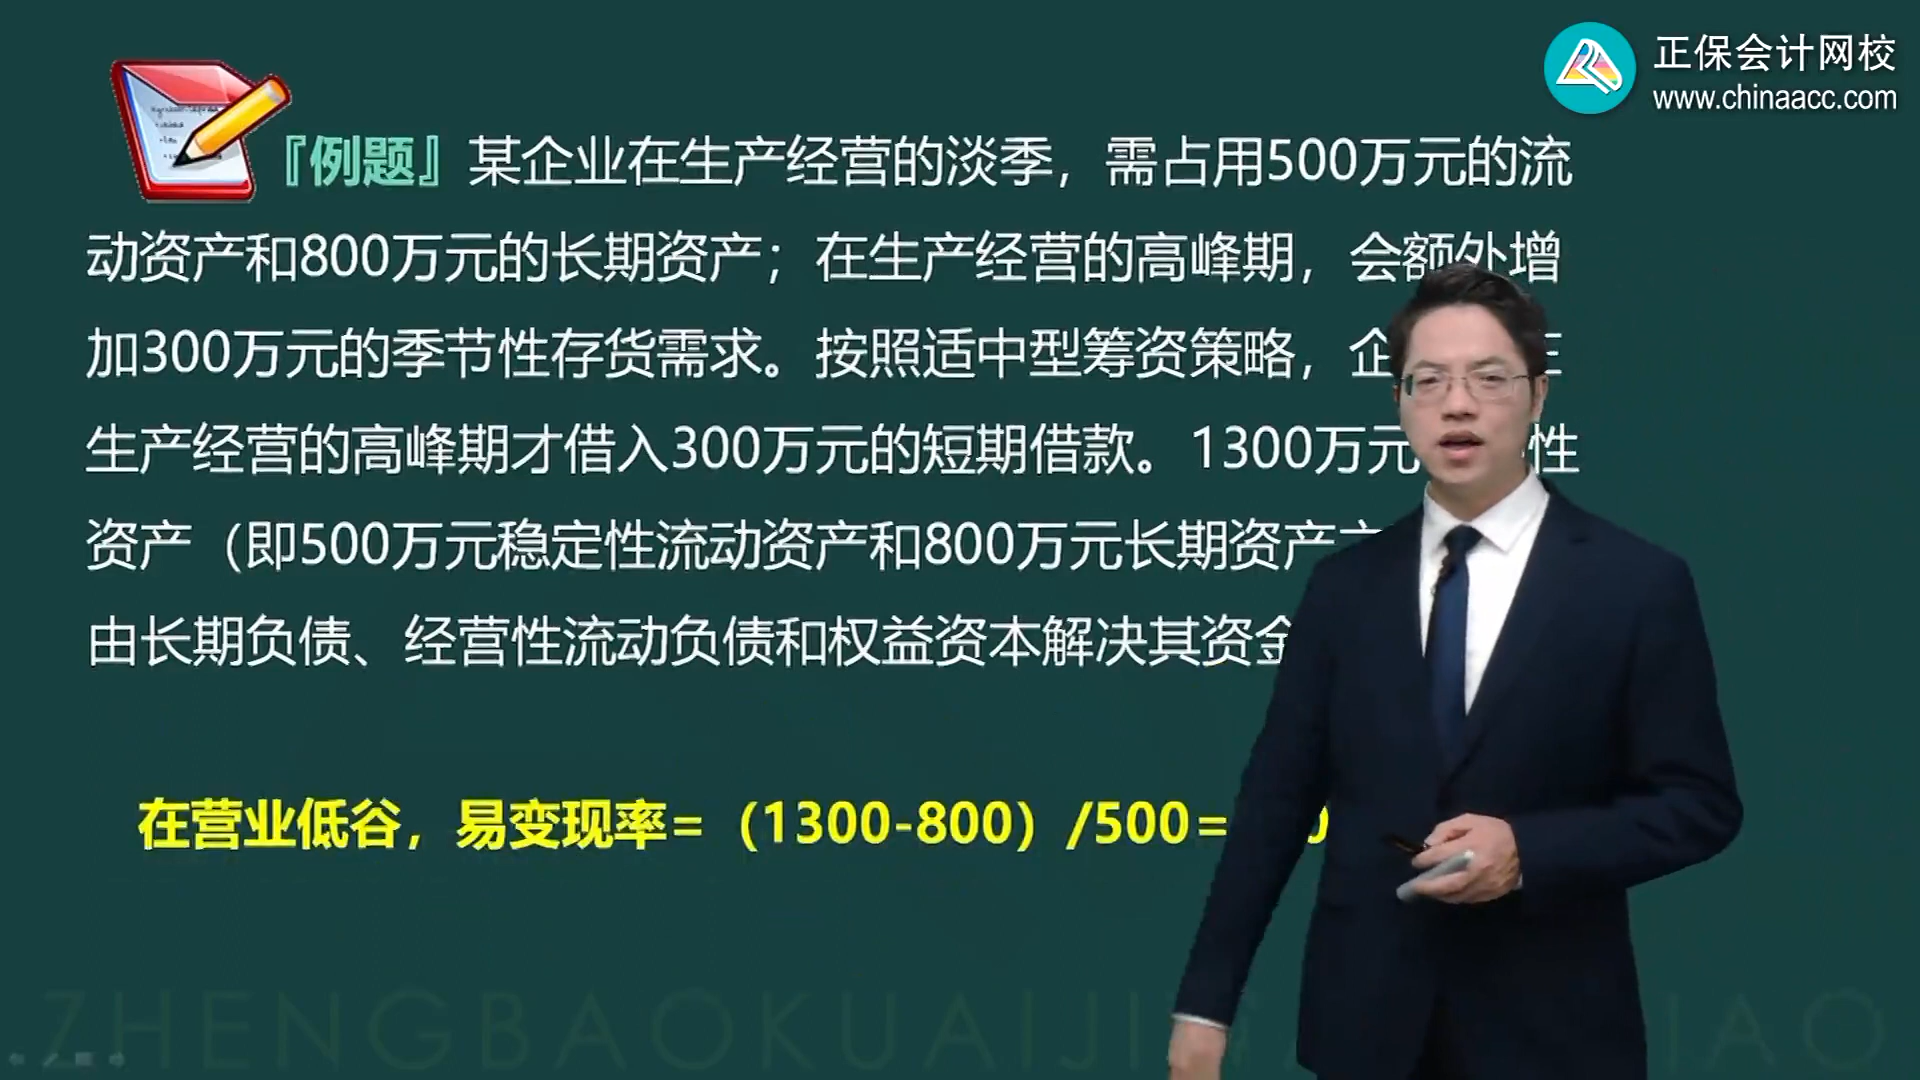 正保会计网校
www.chinaacc.com
『例题』某企业在生产经营的淡季，需占用500万元的流
动资产和800万元的长期资产；在生产经营的高峰期，会额外增
加300万元的季节性存货需求。按照适中型筹资策略，企
生产经营的高峰期才借入300万元的短期借款。1300万元 性
资产（即500万元稳定性流动资产和800万元长期资产
由长期负债、经营性流动负债和权益资本解决其资金
在营业低谷，易变现率=（1300-800）/500=
ZHENGBAOKUAIJI